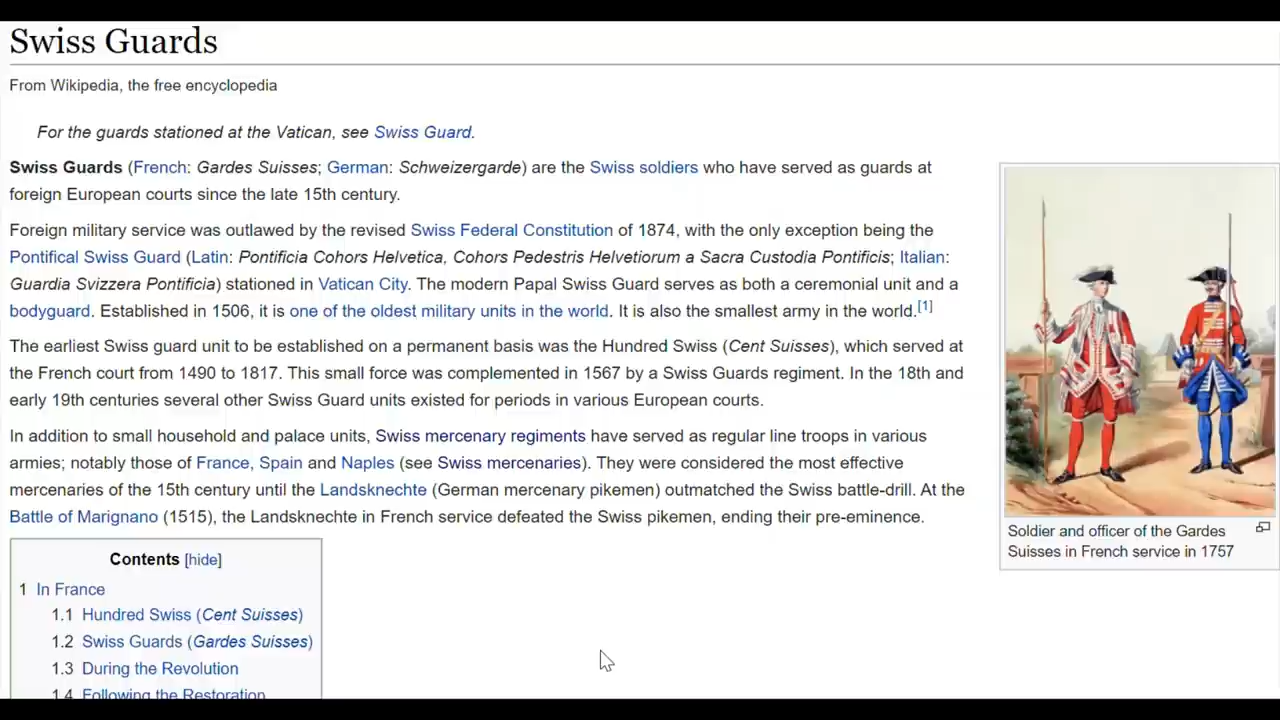 Swiss Guards
From Wikipedia, the free encyclopedia
For the guards stationed at the Vatican, see Swiss Guard.
Swiss Guards (French: Gardes Suisses; German: Schweizergarde) are the Swiss soldiers who have served as guards at
foreign European courts since the late 15th century.
Foreign military service was outlawed by the revised Swiss Federal Constitution of 1874, with the only exception being the
Pontifical Swiss Guard (Latin: Pontificia Cohors Helvetica, Cohors Pedestris Helvetiorum a Sacra Custodia Pontificis; Italian:
Guardia Svizzera Pontificia) stationed in Vatican City. The modern Papal Swiss Guard serves as both a ceremonial unit and a
bodyguard. Established in 1506, it is one of the oldest military units in the world. It is also the smallest army in the world.[1]
The earliest Swiss guard unit to be established on a permanent basis was the Hundred Swiss (Cent Suisses), which served at
the French court from 1490 to 1817. This small force was complemented in 1567 by a Swiss Guards regiment. In the 18th and
early 19th centuries several other Swiss Guard units existed for periods in various European courts.
In addition to small household and palace units, Swiss mercenary regiments have served as regular line troops in various
armies; notably those of France, Spain and Naples (see Swiss mercenaries). They were considered the most effective
mercenaries of the 15th century until the Landsknechte (German mercenary pikemen) outmatched the Swiss battle-drill. At the
Battle of Marignano (1515), the Landsknechte in French service defeated the Swiss pikemen, ending their pre-eminence.
Soldier and officer of the Gardes
Suisses in French service in 1757
Contents [hide]
1 In France
1.1 Hundred Swiss (Cent Suisses)
1.2 Swiss Guards (Gardes Suisses)
1.3 During the Revolution
1.4 Following the Restoration